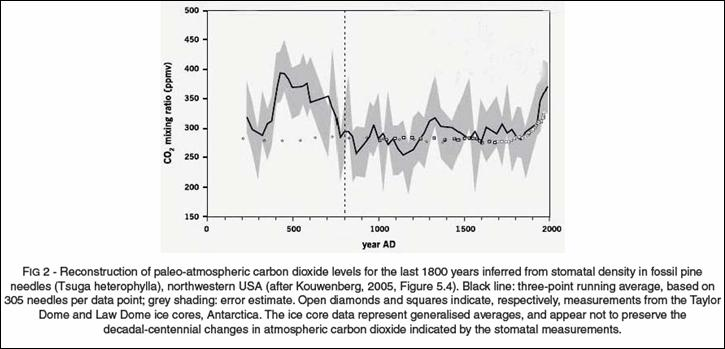 500
450
400
350
300
250
200
150
CO2 mixing ratio (ppmv)
0
500
1000
1500
2000
year AD
FIG 2 - Reconstruction of paleo-atmospheric carbon dioxide levels for the last 1800 years inferred from stomatal density in fossil pine
needles (Tsuga heterophylla), northwestern USA (after Kouwenberg, 2005, Figure 5.4). Black line: three-point running average, based on
305 needles per data point; grey shading: error estimate. Open diamonds and squares indicate, respectively, measurements from the Taylor
Dome and Law Dome ice cores, Antarctica. The ice core data represent generalised averages, and appear not to preserve the
decadal-centennial changes in atmospheric carbon dioxide indicated by the stomatal measurements.